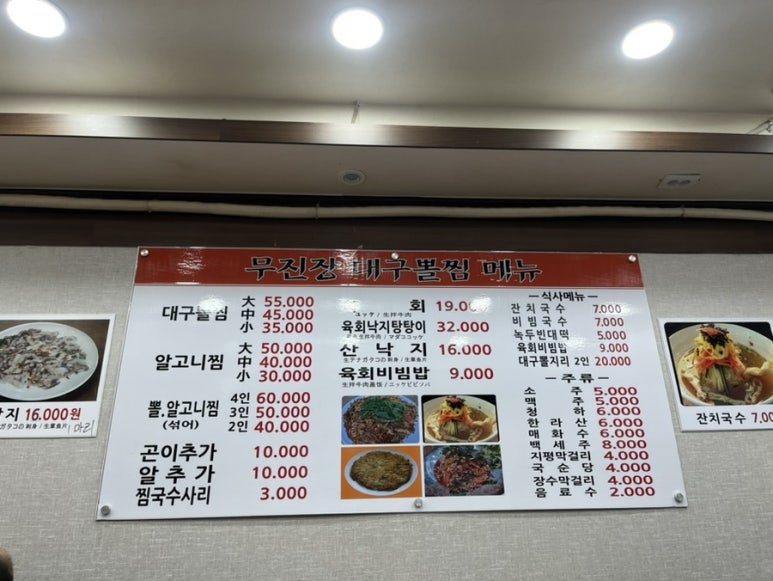 무진장 대구뽈찜 메뉴
대구뽈찜 大 55.000
中 45.000
小 35.000
알고니찜 大 50.000
中 40.000
小 30.000
뽈.알고니찜 (섞어) 4인 60.000
3인 50.000
2인 40.000
곤이추가 10.000
알추가 10.000
찜국수사리 3.000
회 19.000
ユッケ / 生拌牛肉
육회낙지탕탕이 32.000
산낙지 16.000
육회비빔밥 9.000
- 식사메뉴 -
잔치국수 7.000
비빔국수 7.000
녹두빈대떡 5.000
육회비빔밥 9.000
대구뽈지리 2인 20.000
- 주류 -
소주 5.000
맥주 5.000
청하 6.000
한라산 6.000
매화수 6.000
백세주 8.000
지평막걸리 4.000
국순당 4.000
장수막걸리 4.000
음료수 2.000
지 16.000원
마리
잔치국수 7.00